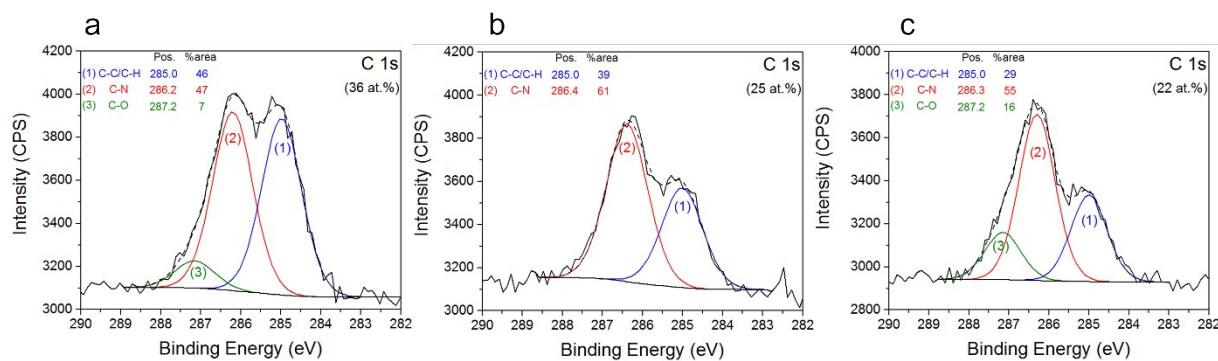 a
Pos. %area
(1) C-C/C-H 285.0 46
(2) C-N 286.2 47
(3) C-O 287.2 7
C 1s
(36 at.%)
(2)
(1)
(3)
4200
4000
3800
3600
3400
3200
3000
Intensity (CPS)
290 289 288 287 286 285 284 283 282
Binding Energy (eV)
b
Pos. %area
(1) C-C/C-H 285.0 39
(2) C-N 286.4 61
C 1s
(25 at.%)
(2)
(1)
4200
4000
3800
3600
3400
3200
3000
Intensity (CPS)
290 289 288 287 286 285 284 283 282
Binding Energy (eV)
c
Pos. %area
(1) C-C/C-H 285.0 29
(2) C-N 286.3 55
(3) C-O 287.2 16
C 1s
(22 at.%)
(2)
(1)
(3)
4000
3800
3600
3400
3200
3000
2800
Intensity (CPS)
290 289 288 287 286 285 284 283 282
Binding Energy (eV)